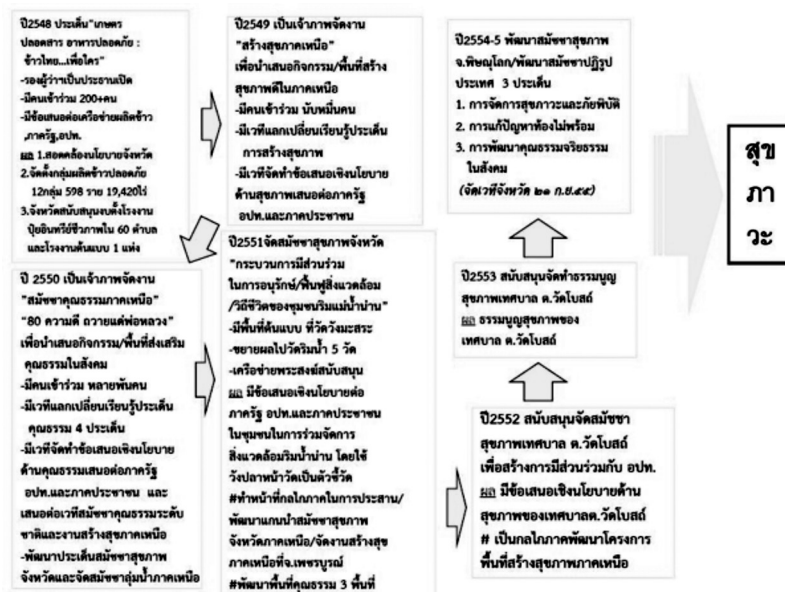 ปี2548 ประเด็น"เกษตร
ปลอดสาร อาหารปลอดภัย :
ข้าวไทย...เพื่อใคร"
-รองผู้ว่าฯเป็นประธานเปิด
-มีคนเข้าร่วม 200+คน
-มีข้อเสนอต่อเครือข่ายผลิตข้าว
,ภาครัฐ,อปท.
ผล 1.สอดคล้องนโยบายจังหวัด
2.จัดตั้งกลุ่มผลิตข้าวปลอดภัย
12กลุ่ม 598 ราย 19,420ไร่
3.จังหวัดสนับสนุนงบตั้งโรงงาน
ปุ๋ยอินทรีย์ชีวภาพใน 60 ตำบล
และโรงงานต้นแบบ 1 แห่ง
ปี2549 เป็นเจ้าภาพจัดงาน
"สร้างสุขภาคเหนือ"
เพื่อนำเสนอกิจกรรม/พื้นที่สร้าง
สุขภาพดีในภาคเหนือ
-มีคนเข้าร่วม นับหมื่นคน
-มีเวทีแลกเปลี่ยนเรียนรู้ประเด็น
การสร้างสุขภาพ
-มีเวทีจัดทำข้อเสนอเชิงนโยบาย
ด้านสุขภาพเสนอต่อภาครัฐ
อปท.และภาคประชาชน
ปี 2550 เป็นเจ้าภาพจัดงาน
"สมัชชาคุณธรรมภาคเหนือ"
"80 ความดี ถวายแด่พ่อหลวง"
เพื่อนำเสนอกิจกรรม/พื้นที่ส่งเสริม
คุณธรรมในสังคม
-มีคนเข้าร่วม หลายพันคน
-มีเวทีแลกเปลี่ยนเรียนรู้ประเด็น
คุณธรรม 4 ประเด็น
-มีเวทีจัดทำข้อเสนอเชิงนโยบาย
ด้านคุณธรรมเสนอต่อภาครัฐ
อปท.และภาคประชาชน และ
เสนอต่อเวทีสมัชชาคุณธรรมระดับ
ชาติและงานสร้างสุขภาคเหนือ
-พัฒนาประเด็นสมัชชาสุขภาพ
จังหวัดและจัดสมัชชาลุ่มน้ำภาคเหนือ
ปี2551จัดสมัชชาสุขภาพจังหวัด
"กระบวนการมีส่วนร่วม
ในการอนุรักษ์/ฟื้นฟูสิ่งแวดล้อม
/วิถีชีวิตของชุมชนริมแม่น้ำน่าน"
-มีพื้นที่ต้นแบบ ที่วัดวังมะสระ
-ขยายผลไปวัดริมน้ำ 5 วัด
-เครือข่ายพระสงฆ์สนับสนุน
ผล มีข้อเสนอเชิงนโยบายต่อ
ภาครัฐ อปท.และภาคประชาชน
ในชุมชนในการร่วมจัดการ
สิ่งแวดล้อมริมน้ำน่าน โดยใช้
วังปลาหน้าวัดเป็นตัวชี้วัด
#ทำหน้าที่กลไกภาคในการประสาน/
พัฒนาแกนนำสมัชชาสุขภาพ
จังหวัดภาคเหนือ/จัดงานสร้างสุข
ภาคเหนือที่จ.เพชรบูรณ์
#พัฒนาพื้นที่คุณธรรม 3 พื้นที่
ปี2552 สนับสนุนจัดสมัชชา
สุขภาพเทศบาล ต.วัดโบสถ์
เพื่อสร้างการมีส่วนร่วมกับ อปท.
ผล มีข้อเสนอเชิงนโยบายด้าน
สุขภาพของเทศบาลต.วัดโบสถ์
# เป็นกลไกภาคพัฒนาโครงการ
พื้นที่สร้างสุขภาพภาคเหนือ
ปี2553 สนับสนุนจัดทำธรรมนูญ
สุขภาพเทศบาล ต.วัดโบสถ์
ผล ธรรมนูญสุขภาพของ
เทศบาล ต.วัดโบสถ์
ปี2554-5 พัฒนาสมัชชาสุขภาพ
จ.พิษณุโลก/พัฒนาสมัชชาปฏิรูป
ประเทศ 3 ประเด็น
1. การจัดการสุขภาวะและภัยพิบัติ
2. การแก้ปัญหาท้องไม่พร้อม
3. การพัฒนาคุณธรรมจริยธรรม
ในสังคม
(จัดเวทีจังหวัด ๒๑ ก.ย.๕๕)
สุข
ภา
วะ